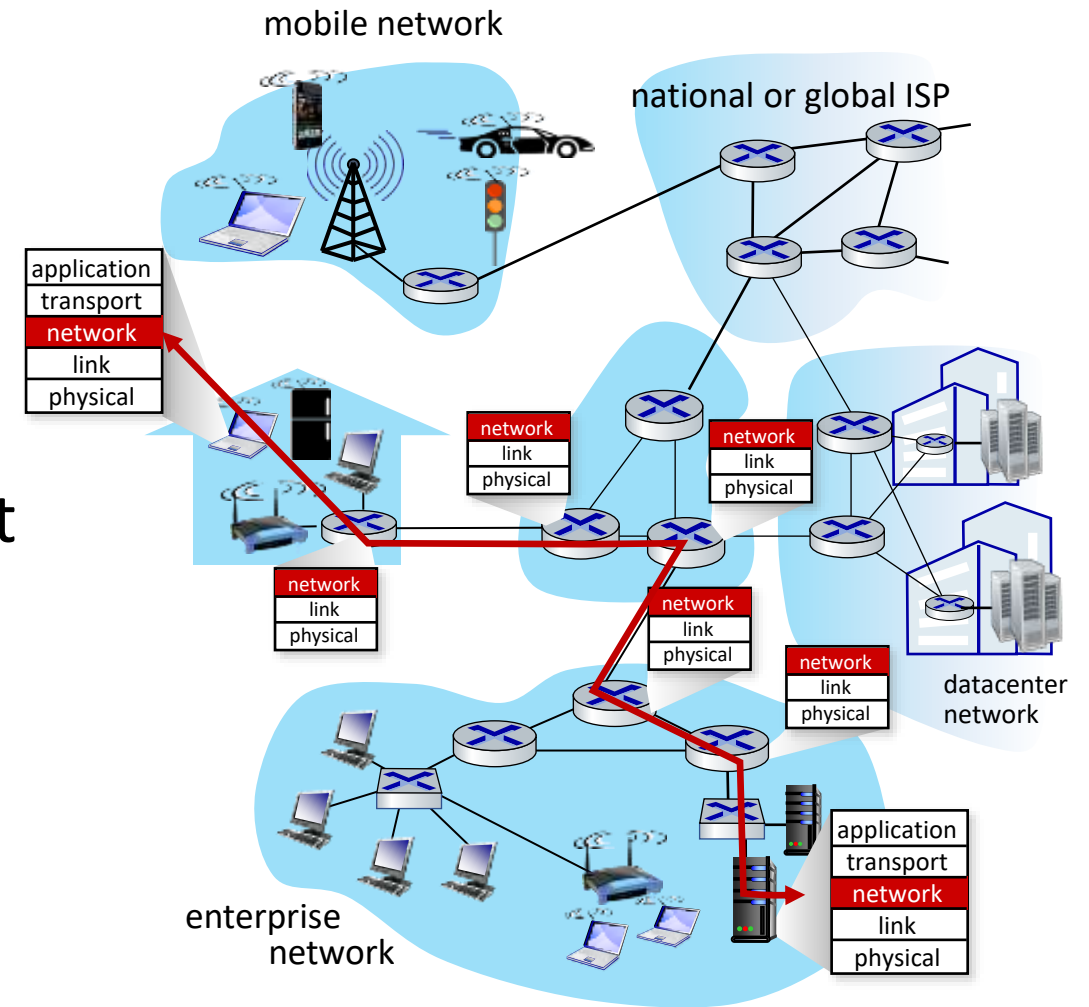 mobile network
national or global ISP
application
transport
network
link
physical
network
link
physical
network
link
physical
t
network
link
physical
network
link
physical
network
link
physical
datacenter
network
application
transport
network
link
physical
enterprise
network